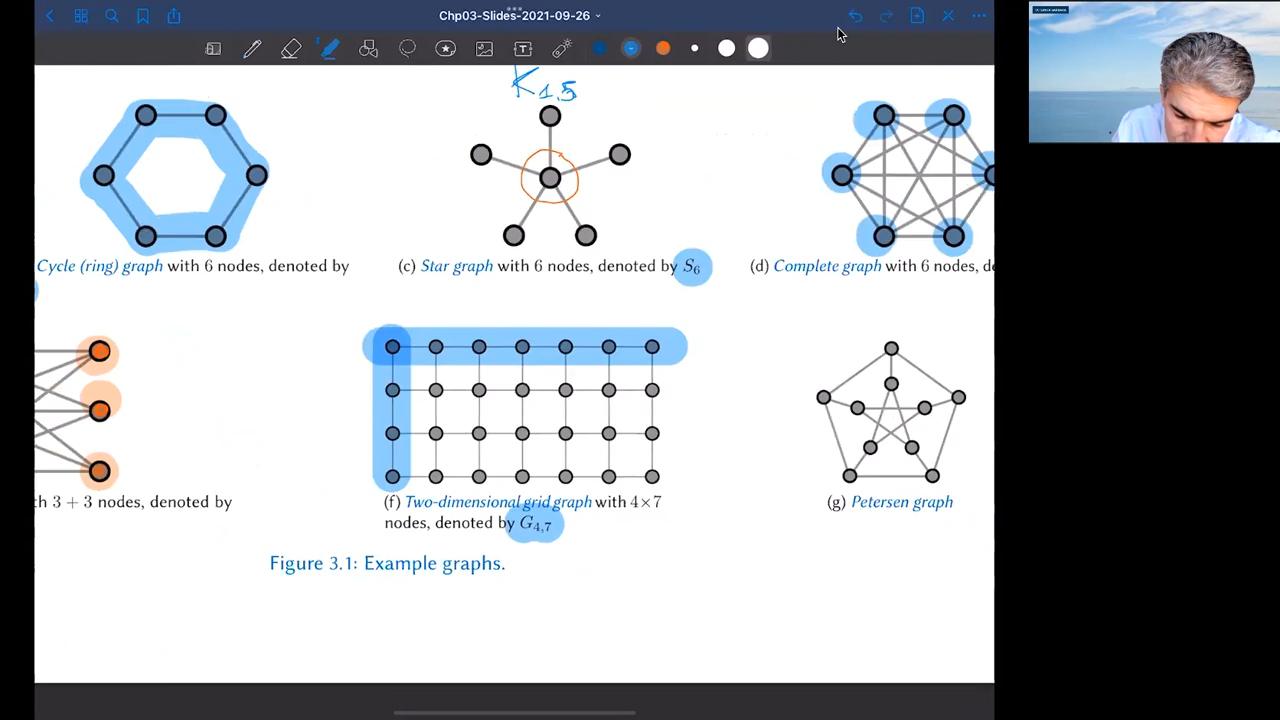 Chp03-Slides-2021-09-26
K1,5
Cycle (ring) graph with 6 nodes, denoted by
(c) Star graph with 6 nodes, denoted by S6
(d) Complete graph with 6 nodes, de
th 3 + 3 nodes, denoted by
(f) Two-dimensional grid graph with 4×7
nodes, denoted by G4,7
(g) Petersen graph
Figure 3.1: Example graphs.